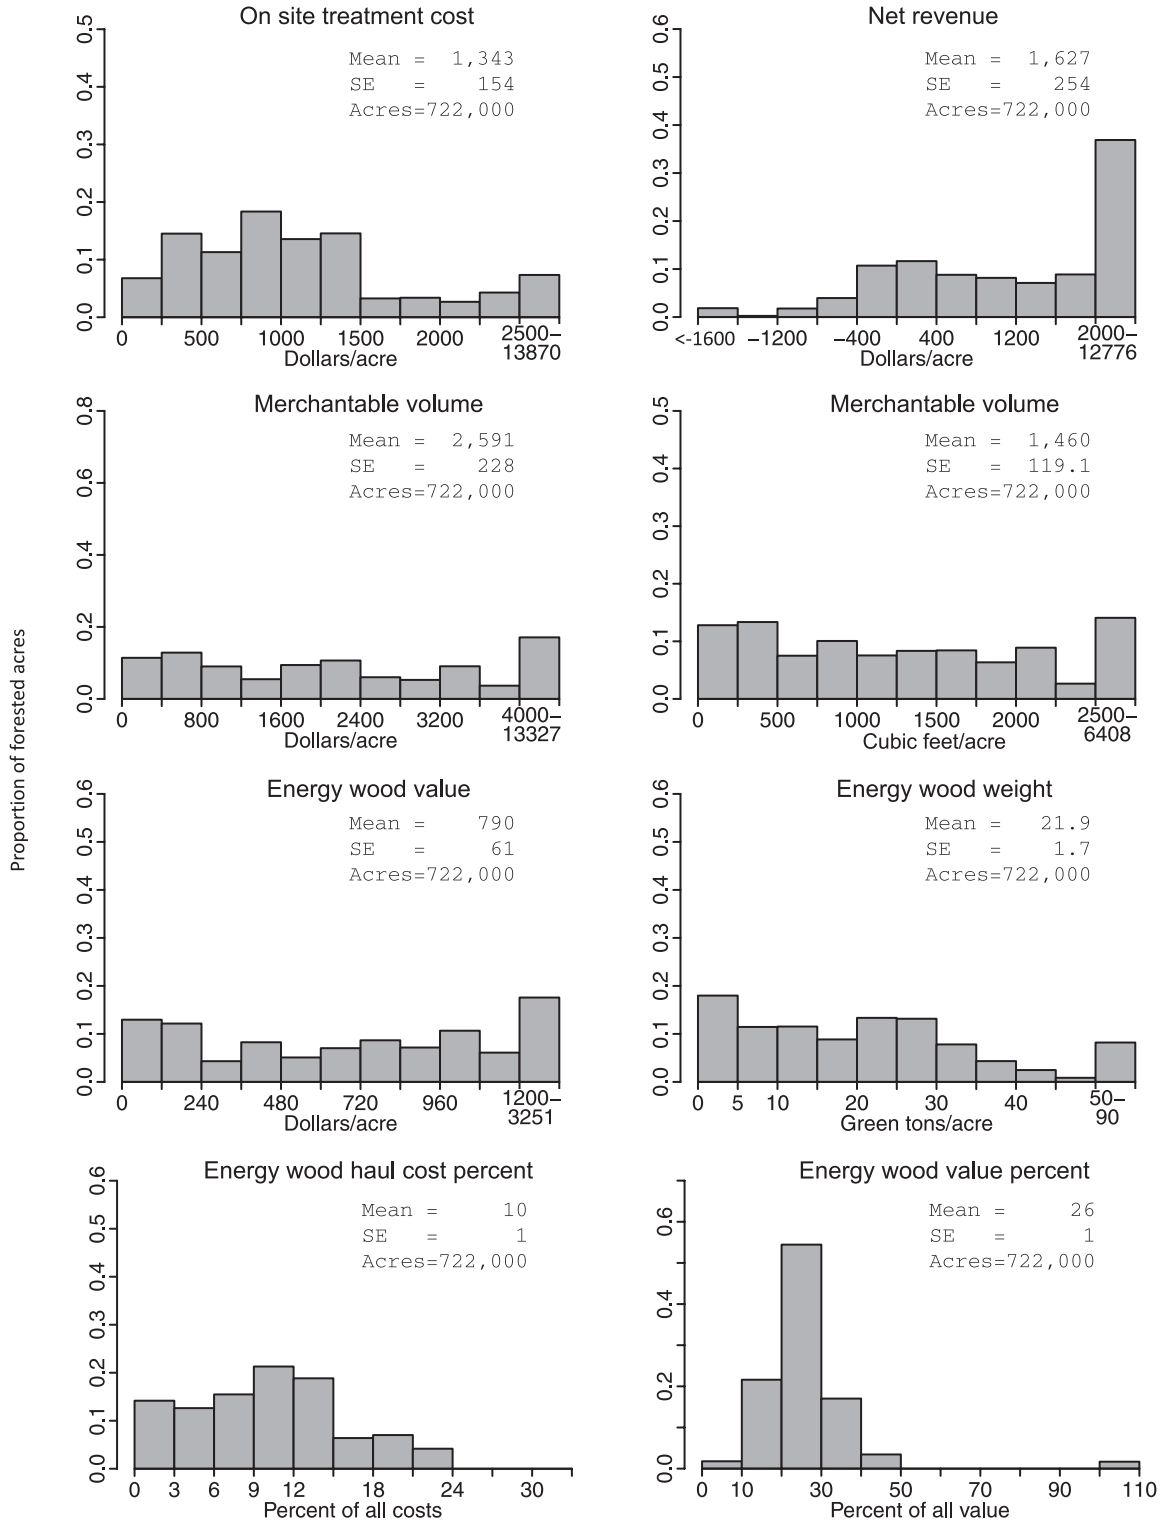 Proportion of forested acres
On site treatment cost
Mean = 1,343
SE = 154
Acres=722,000
0.5
0.4
0.3
0.2
0.1
0.0
0 500 1000 1500 2000 2500–
13870
Dollars/acre
Net revenue
Mean = 1,627
SE = 254
Acres=722,000
0.6
0.5
0.4
0.3
0.2
0.1
0.0
<-1600 –1200 –400 400 1200 2000–
12776
Dollars/acre
Merchantable volume
Mean = 2,591
SE = 228
Acres=722,000
0.8
0.6
0.4
0.2
0.0
0 800 1600 2400 3200 4000–
13327
Dollars/acre
Merchantable volume
Mean = 1,460
SE = 119.1
Acres=722,000
0.5
0.4
0.3
0.2
0.1
0.0
0 500 1000 1500 2000 2500–
6408
Cubic feet/acre
Energy wood value
Mean = 790
SE = 61
Acres=722,000
0.6
0.5
0.4
0.3
0.2
0.1
0.0
0 240 480 720 960 1200–
3251
Dollars/acre
Energy wood weight
Mean = 21.9
SE = 1.7
Acres=722,000
0.6
0.5
0.4
0.3
0.2
0.1
0.0
0 5 10 20 30 40 50–
90
Green tons/acre
Energy wood haul cost percent
Mean = 10
SE = 1
Acres=722,000
0.6
0.5
0.4
0.3
0.2
0.1
0.0
0 3 6 9 12 18 24 30
Percent of all costs
Energy wood value percent
Mean = 26
SE = 1
Acres=722,000
0.6
0.4
0.2
0.0
0 10 30 50 70 90 110
Percent of all value